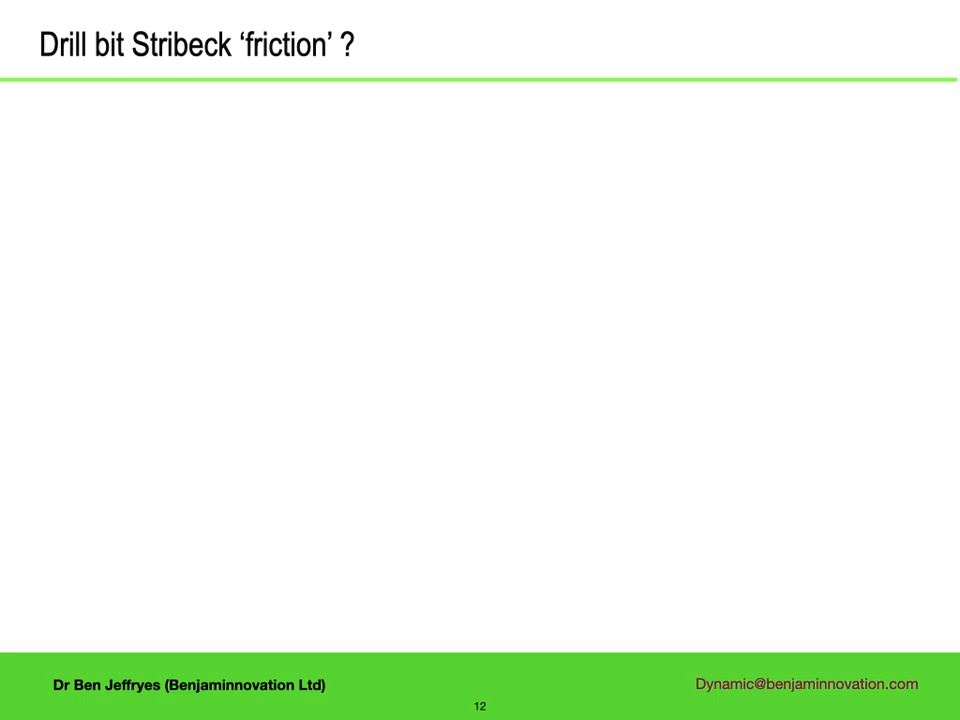 Drill bit Stribeck ‘friction’ ?
Dr Ben Jeffryes (Benjaminnovation Ltd)
Dynamic@benjaminnovation.com
12